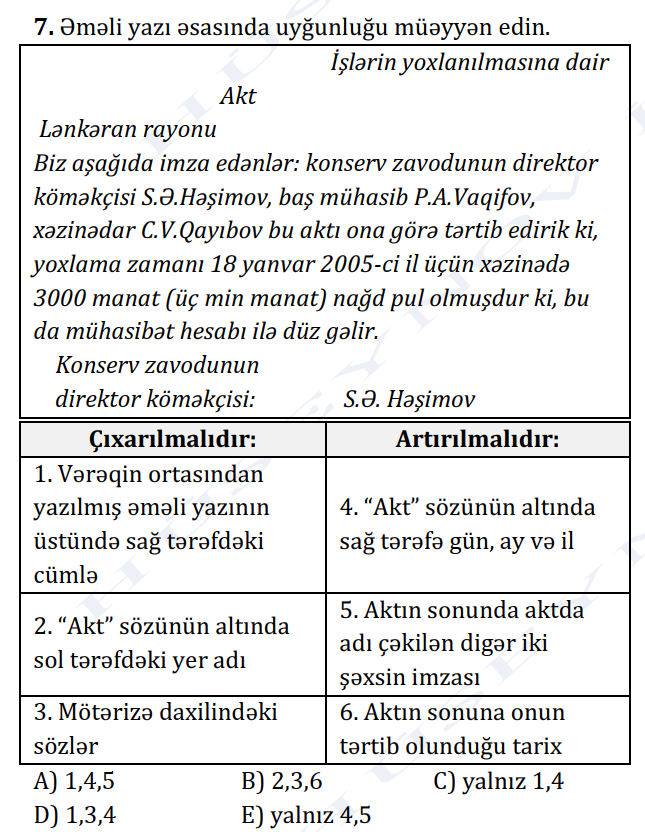 7. Əməli yazı əsasında uyğunluğu müəyyən edin.
İşlərin yoxlanılmasına dair
Akt
Lənkəran rayonu
Biz aşağıda imza edənlər: konserv zavodunun direktor
köməkçisi S.Ə.Həşimov, baş mühasib P.A.Vaqifov,
xəzinədar C.V.Qayıbov bu aktı ona görə tərtib edirik ki,
yoxlama zamanı 18 yanvar 2005-ci il üçün xəzinədə
3000 manat (üç min manat) nağd pul olmuşdur ki, bu
da mühasibət hesabı ilə düz gəlir.
Konserv zavodunun
direktor köməkçisi: S.Ə. Həşimov
Çıxarılmalıdır:
Artırılmalıdır:
1. Vərəqin ortasından
yazılmış əməli yazının
üstündə sağ tərəfdəki
cümlə
4. “Akt” sözünün altında
sağ tərəfə gün, ay və il
2. “Akt” sözünün altında
sol tərəfdəki yer adı
5. Aktın sonunda aktda
adı çəkilən digər iki
şəxsin imzası
3. Mötərizə daxilindəki
sözlər
6. Aktın sonuna onun
tərtib olunduğu tarix
A) 1,4,5 B) 2,3,6 C) yalnız 1,4
D) 1,3,4 E) yalnız 4,5